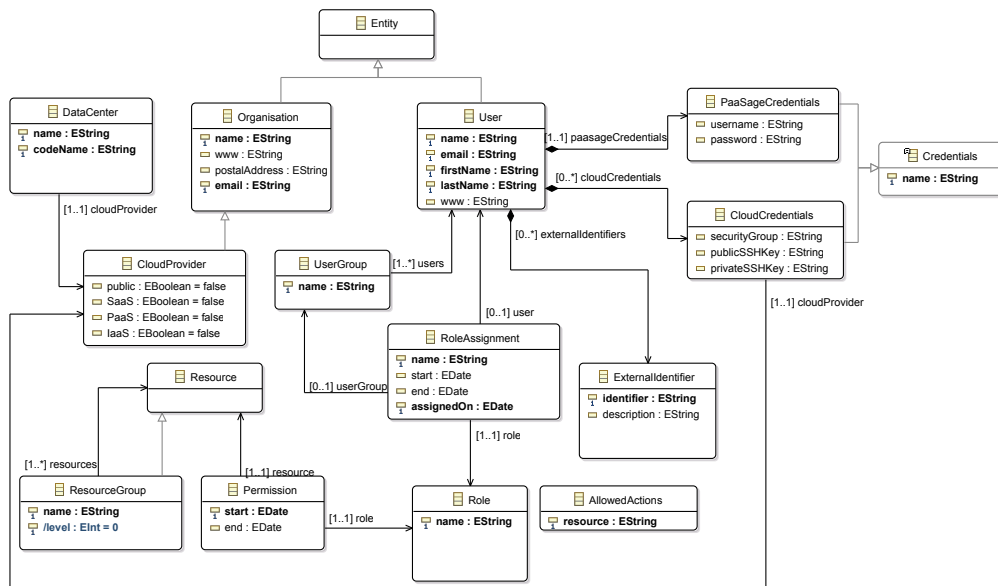 Entity
DataCenter
name : EString
codeName : EString
Organisation
name : EString
www : EString
postalAddress : EString
email : EString
User
name : EString
email : EString
firstName : EString
lastName : EString
www : EString
PaaSageCredentials
username : EString
password : EString
Credentials
name : EString
[1..1] paasageCredentials
[0..*] cloudCredentials
CloudCredentials
securityGroup : EString
publicSSHKey : EString
privateSSHKey : EString
[1..1] cloudProvider
[0..*] externalIdentifiers
CloudProvider
public : EBoolean = false
SaaS : EBoolean = false
PaaS : EBoolean = false
IaaS : EBoolean = false
UserGroup
name : EString
[1..*] users
[1..1] cloudProvider
[0..1] user
RoleAssignment
name : EString
start : EDate
end : EDate
assignedOn : EDate
[0..1] userGroup
Resource
ExternalIdentifier
identifier : EString
description : EString
[1..1] role
[1..*] resources
[1..1] resource
ResourceGroup
name : EString
/level : EInt = 0
Permission
start : EDate
end : EDate
[1..1] role
Role
name : EString
AllowedActions
resource : EString